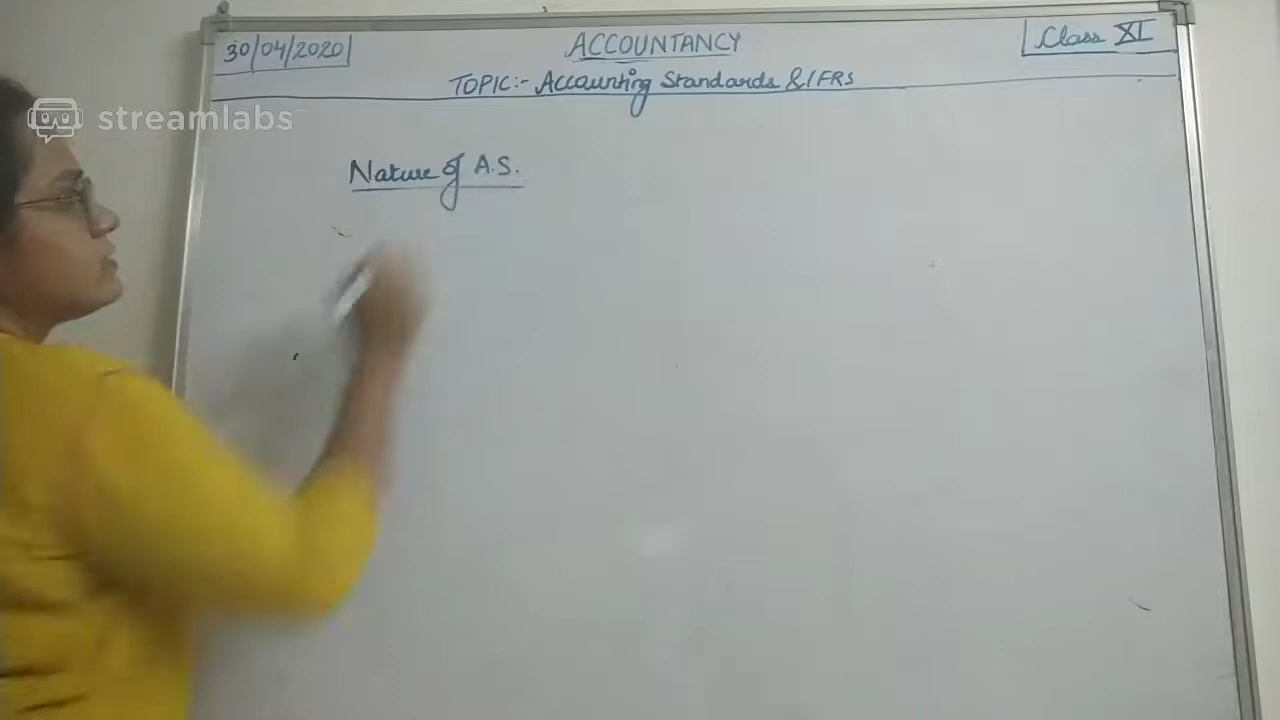 30/04/2020
ACCOUNTANCY
Class XI
TOPIC:- Accounting Standards & IFRS
streamlabs
Nature of A.S.